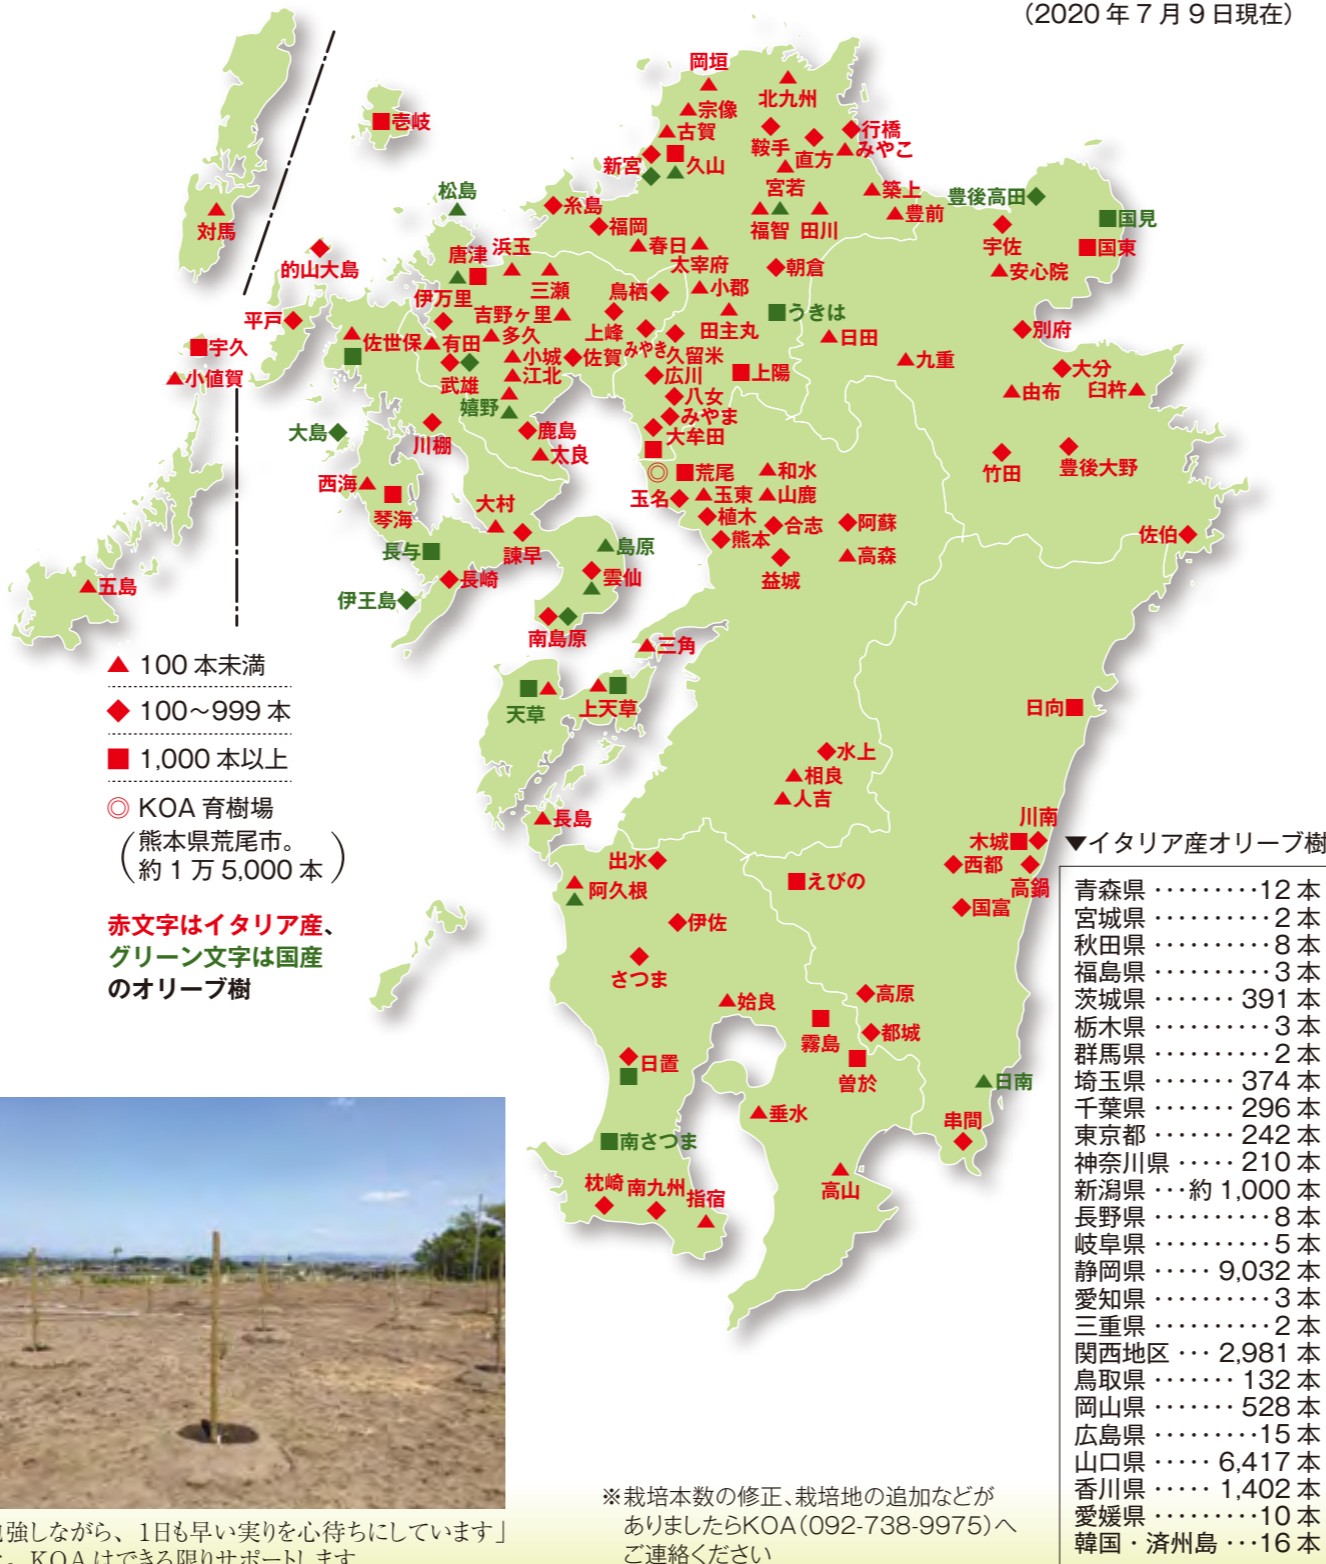 (2020年7月9日現在)
岡垣
北九州
宗像
古賀
鞍手
行橋
直方
みやこ
新宮
久山
宮若
築上
豊前
福智
田川
壱岐
松島
糸島
福岡
春日
太宰府
豊後高田
国見
宇佐
国東
安心院
対馬
的山大島
唐津
浜玉
三瀬
鳥栖
小郡
朝倉
うきは
伊万里
吉野ヶ里
上峰
みやき
久留米
田主丸
日田
別府
平戸
佐世保
有田
多久
小城
佐賀
広川
上陽
九重
大分
由布
臼杵
宇久
小値賀
武雄
江北
八女
みやま
嬉野
大牟田
大島
川棚
鹿島
太良
荒尾
和水
竹田
豊後大野
西海
琴海
大村
玉名
玉東
山鹿
植木
合志
阿蘇
熊本
佐伯
長与
諫早
島原
益城
高森
五島
長崎
雲仙
伊王島
南島原
三角
▲ 100本未満
◆ 100~999本
■ 1,000本以上
◎ KOA育樹場
(熊本県荒尾市。
約1万5,000本)
赤文字はイタリア産、
グリーン文字は国産
のオリーブ樹
天草
上天草
日向
水上
相良
人吉
長島
川南
木城
出水
えびの
西都
高鍋
阿久根
国富
伊佐
さつま
姶良
高原
霧島
都城
日置
曽於
日南
垂水
串間
南さつま
高山
枕崎
南九州
指宿
▼イタリア産オリーブ樹
青森県 ·········12本
宮城県 ··········2本
秋田県 ··········8本
福島県 ··········3本
茨城県 ·······391本
栃木県 ··········3本
群馬県 ··········2本
埼玉県 ·······374本
千葉県 ·······296本
東京都 ·······242本
神奈川県 ·····210本
新潟県 ···約1,000本
長野県 ··········8本
岐阜県 ··········5本
静岡県 ·····9,032本
愛知県 ··········3本
三重県 ··········2本
関西地区 ···2,981本
鳥取県 ·······132本
岡山県 ·······528本
広島県 ·········15本
山口県 ·····6,417本
香川県 ·····1,402本
愛媛県 ·········10本
韓国・済州島 ···16本
※栽培本数の修正、栽培地の追加などが
ありましたらKOA(092-738-9975)へ
ご連絡ください
強しながら、1日も早い実りを心待ちにしています」
。KOAはできる限りサポートします